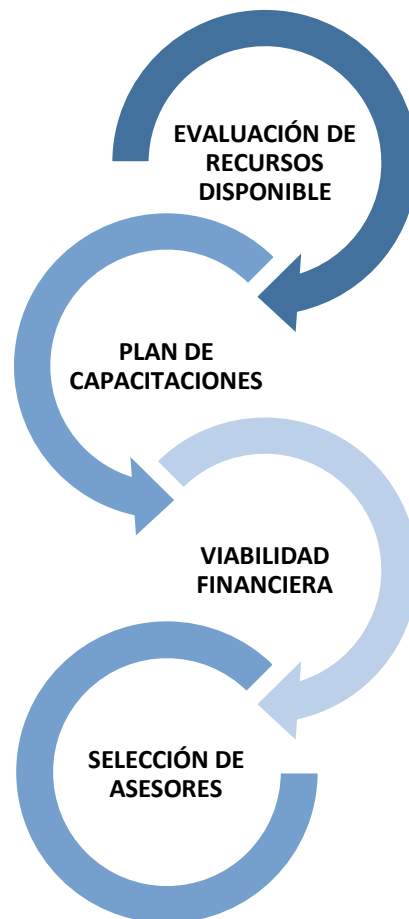 EVALUACIÓN DE
RECURSOS
DISPONIBLE
PLAN DE
CAPACITACIONES
VIABILIDAD
FINANCIERA
SELECCIÓN DE
ASESORES